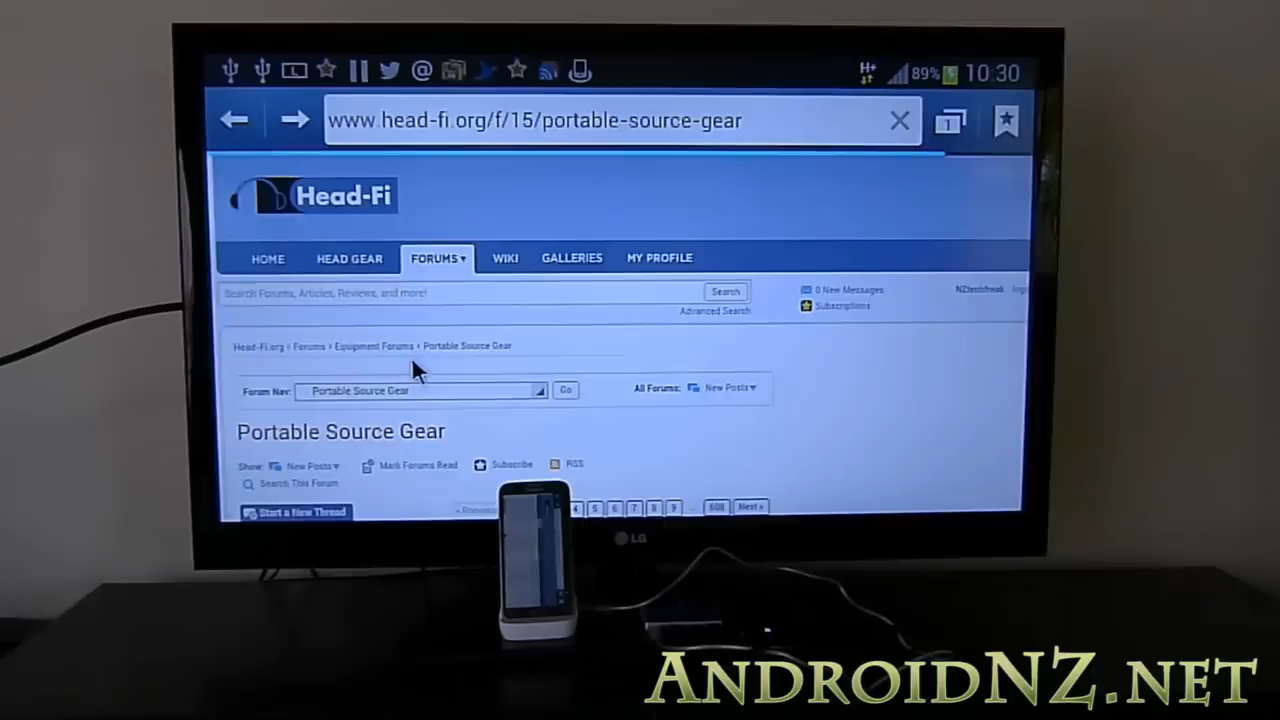 L @ H+ 89% 10:30
www.head-fi.org/f/15/portable-source-gear
1
Head-Fi
HOME HEAD GEAR FORUMS WIKI GALLERIES MY PROFILE
Search Forums, Articles, Reviews, and more! Search
0 New Messages NZtechfreak
Advanced Search Subscriptions
Head-Fi.org › Forums › Equipment Forums › Portable Source Gear
Forum Nav: Portable Source Gear Go All Forums: New Posts
Portable Source Gear
Show: New Posts Mark Forums Read Subscribe RSS
Search This Forum
Start a New Thread « Previous 4 5 6 7 8 9 ... 608 Next »
LG
ANDROIDNZ.NET